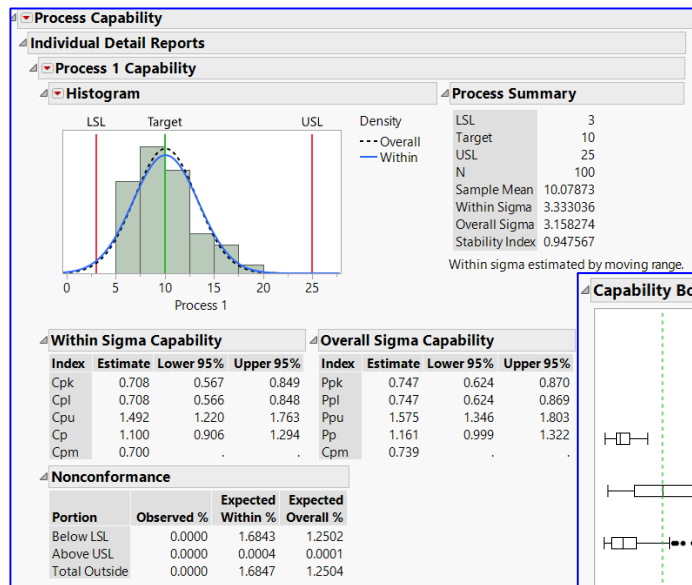 Process Capability
Individual Detail Reports
Process 1 Capability
Histogram
LSL Target USL
Density
Overall
Within
0 5 10 15 20 25
Process 1
Process Summary
LSL 3
Target 10
USL 25
N 100
Sample Mean 10.07873
Within Sigma 3.333036
Overall Sigma 3.158274
Stability Index 0.947567
Within sigma estimated by moving range.
Capability Bo
Within Sigma Capability
Index Estimate Lower 95% Upper 95%
Cpk 0.708 0.567 0.849
Cpl 0.708 0.566 0.848
Cpu 1.492 1.220 1.763
Cp 1.100 0.906 1.294
Cpm 0.700 . .
Overall Sigma Capability
Index Estimate Lower 95% Upper 95%
Ppk 0.747 0.624 0.870
Ppl 0.747 0.624 0.869
Ppu 1.575 1.346 1.803
Pp 1.161 0.999 1.322
Cpm 0.739 . .
Nonconformance
Expected Expected
Portion Observed % Within % Overall %
Below LSL 0.0000 1.6843 1.2502
Above USL 0.0000 0.0004 0.0001
Total Outside 0.0000 1.6847 1.2504